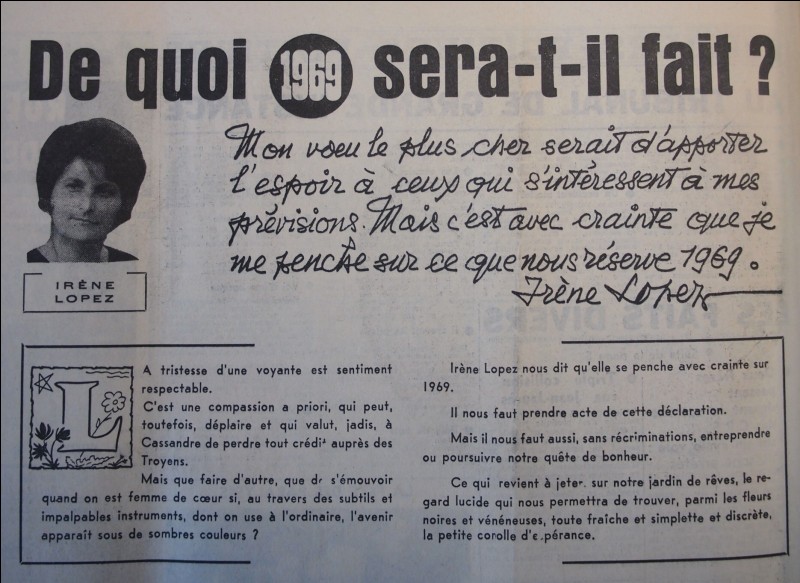 De quoi 1969 sera-t-il fait ?
Mon vœu le plus cher serait d'apporter
l'espoir à ceux qui s'intéressent à mes
prévisions. Mais c'est avec crainte que je
me penche sur ce que nous réserve 1969.
Irène Lopez
IRÈNE
LOPEZ
LA tristesse d'une voyante est sentiment
respectable.
C'est une compassion a priori, qui peut,
toutefois, déplaire et qui valut, jadis, à
Cassandre de perdre tout crédit auprès des
Troyens.
Mais que faire d'autre, que de s'émouvoir
quand on est femme de cœur si, au travers des subtils et
impalpables instruments, dont on use à l'ordinaire, l'avenir
apparaît sous de sombres couleurs ?
Irène Lopez nous dit qu'elle se penche avec crainte sur
1969.
Il nous faut prendre acte de cette déclaration.
Mais il nous faut aussi, sans récriminations, entreprendre
ou poursuivre notre quête de bonheur.
Ce qui revient à jeter sur notre jardin de rêves, le re-
gard lucide qui nous permettra de trouver, parmi les fleurs
noires et vénéneuses, toute fraîche et simplette et discrète,
la petite corolle d'espérance.